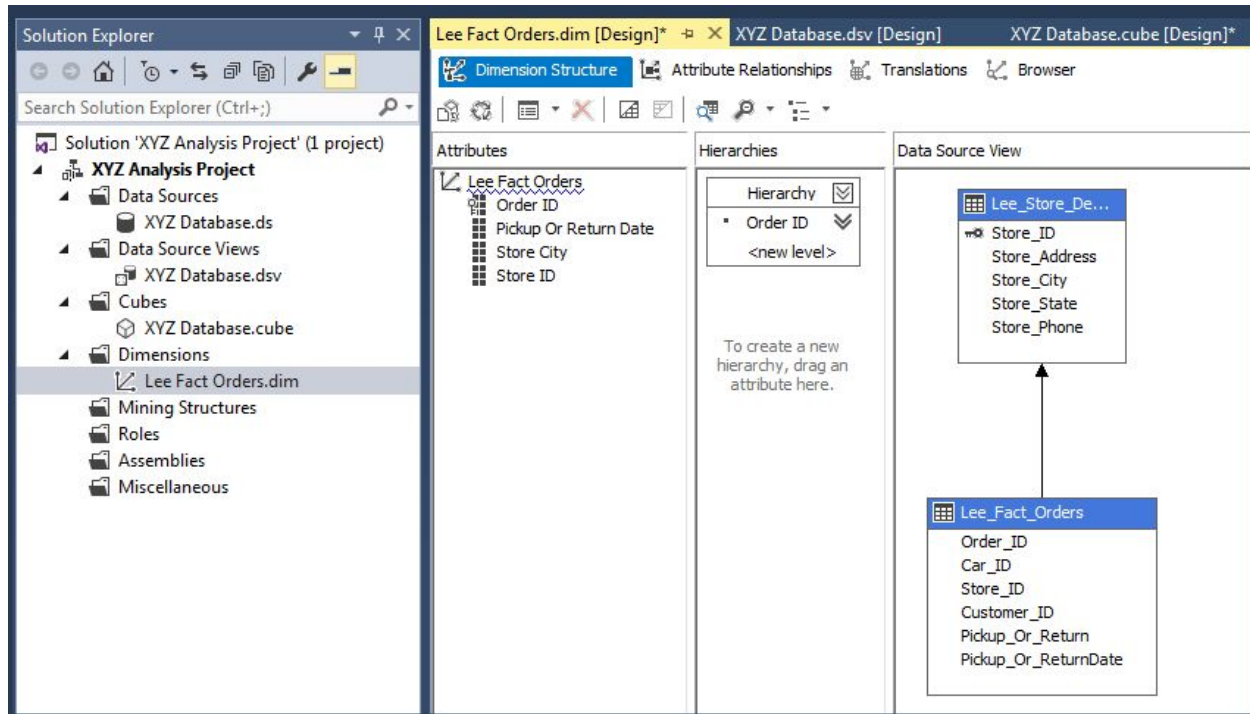 Solution Explorer
Search Solution Explorer (Ctrl+;)
Solution 'XYZ Analysis Project' (1 project)
XYZ Analysis Project
Data Sources
XYZ Database.ds
Data Source Views
XYZ Database.dsv
Cubes
XYZ Database.cube
Dimensions
Lee Fact Orders.dim
Mining Structures
Roles
Assemblies
Miscellaneous
Lee Fact Orders.dim [Design]* XYZ Database.dsv [Design] XYZ Database.cube [Design]*
Dimension Structure Attribute Relationships Translations Browser
Attributes
Lee Fact Orders
Order ID
Pickup Or Return Date
Store City
Store ID
Hierarchies
Hierarchy
Order ID
<new level>
To create a new
hierarchy, drag an
attribute here.
Data Source View
Lee_Store_De...
Store_ID
Store_Address
Store_City
Store_State
Store_Phone
Lee_Fact_Orders
Order_ID
Car_ID
Store_ID
Customer_ID
Pickup_Or_Return
Pickup_Or_ReturnDate